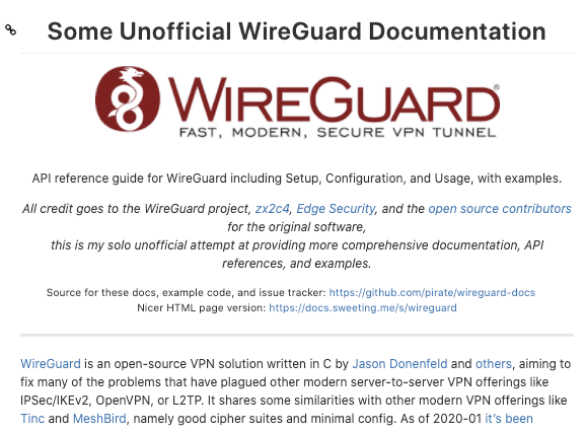 Some Unofficial WireGuard Documentation
WIREGUARD®
FAST, MODERN, SECURE VPN TUNNEL
API reference guide for WireGuard including Setup, Configuration, and Usage, with examples.
All credit goes to the WireGuard project, zx2c4, Edge Security, and the open source contributors
for the original software,
this is my solo unofficial attempt at providing more comprehensive documentation, API
references, and examples.
Source for these docs, example code, and issue tracker: https://github.com/pirate/wireguard-docs
Nicer HTML page version: https://docs.sweeting.me/s/wireguard
WireGuard is an open-source VPN solution written in C by Jason Donenfeld and others, aiming to
fix many of the problems that have plagued other modern server-to-server VPN offerings like
IPSec/IKEv2, OpenVPN, or L2TP. It shares some similarities with other modern VPN offerings like
Tinc and MeshBird, namely good cipher suites and minimal config. As of 2020-01 it's been